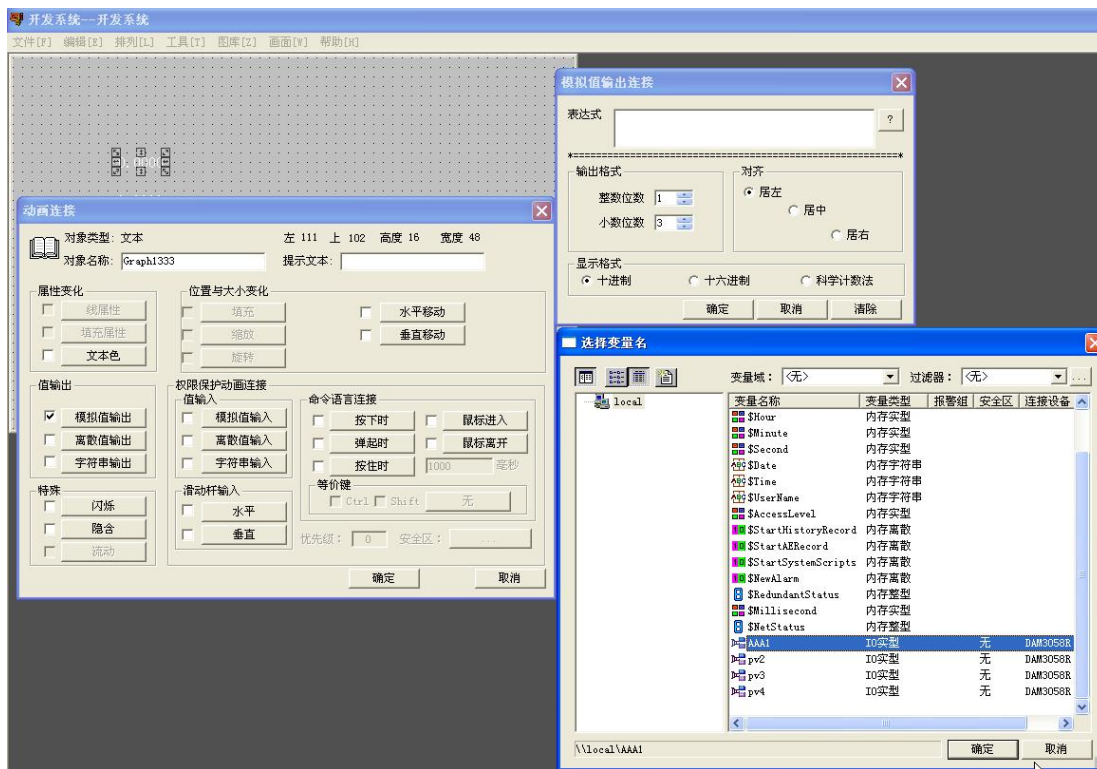 开发系统--开发系统
文件[F] 编辑[E] 排列[L] 工具[T] 图库[Z] 画面[W] 帮助[H]
模拟值输出连接
表达式
?
*====================================================*
输出格式
整数位数 1
小数位数 3
对齐
居左
居中
居右
显示格式
十进制 十六进制 科学计数法
确定 取消 清除
动画连接
对象类型: 文本 左 111 上 102 高度 16 宽度 48
对象名称: Graph1333 提示文本:
属性变化
线属性
填充属性
文本色
位置与大小变化
填充 水平移动
缩放 垂直移动
旋转
值输出
模拟值输出
离散值输出
字符串输出
权限保护动画连接
值输入
模拟值输入
离散值输入
字符串输入
命令语言连接
按下时 鼠标进入
弹起时 鼠标离开
按住时 1000 毫秒
等价键
Ctrl Shift 无
特殊
闪烁
隐含
流动
滑动杆输入
水平
垂直
优先级: 0 安全区: ...
确定 取消
选择变量名
变量域: <无> 过滤器: <无> ...
local
变量名称 变量类型 报警组 安全区 连接设备
$Hour 内存实型
$Minute 内存实型
$Second 内存实型
$Date 内存字符串
$Time 内存字符串
$UserName 内存字符串
$AccessLevel 内存实型
$StartHistoryRecord 内存离散
$StartAERecord 内存离散
$StartSystemScripts 内存离散
$NewAlarm 内存离散
$RedundantStatus 内存整型
$Millisecond 内存实型
$NetStatus 内存整型
AAA1 IO实型 无 DAM3058R
pv2 IO实型 无 DAM3058R
pv3 IO实型 无 DAM3058R
pv4 IO实型 无 DAM3058R
\\local\AAA1 确定 取消